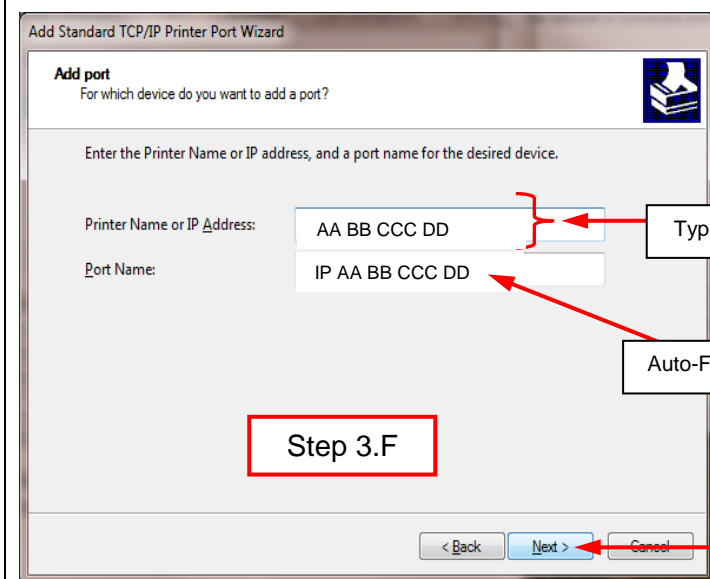 Add Standard TCP/IP Printer Port Wizard
Add port
For which device do you want to add a port?
Enter the Printer Name or IP address, and a port name for the desired device.
Printer Name or IP Address: AA BB CCC DD
Typ
Port Name: IP AA BB CCC DD
Auto-F
Step 3.F
< Back Next > Cancel